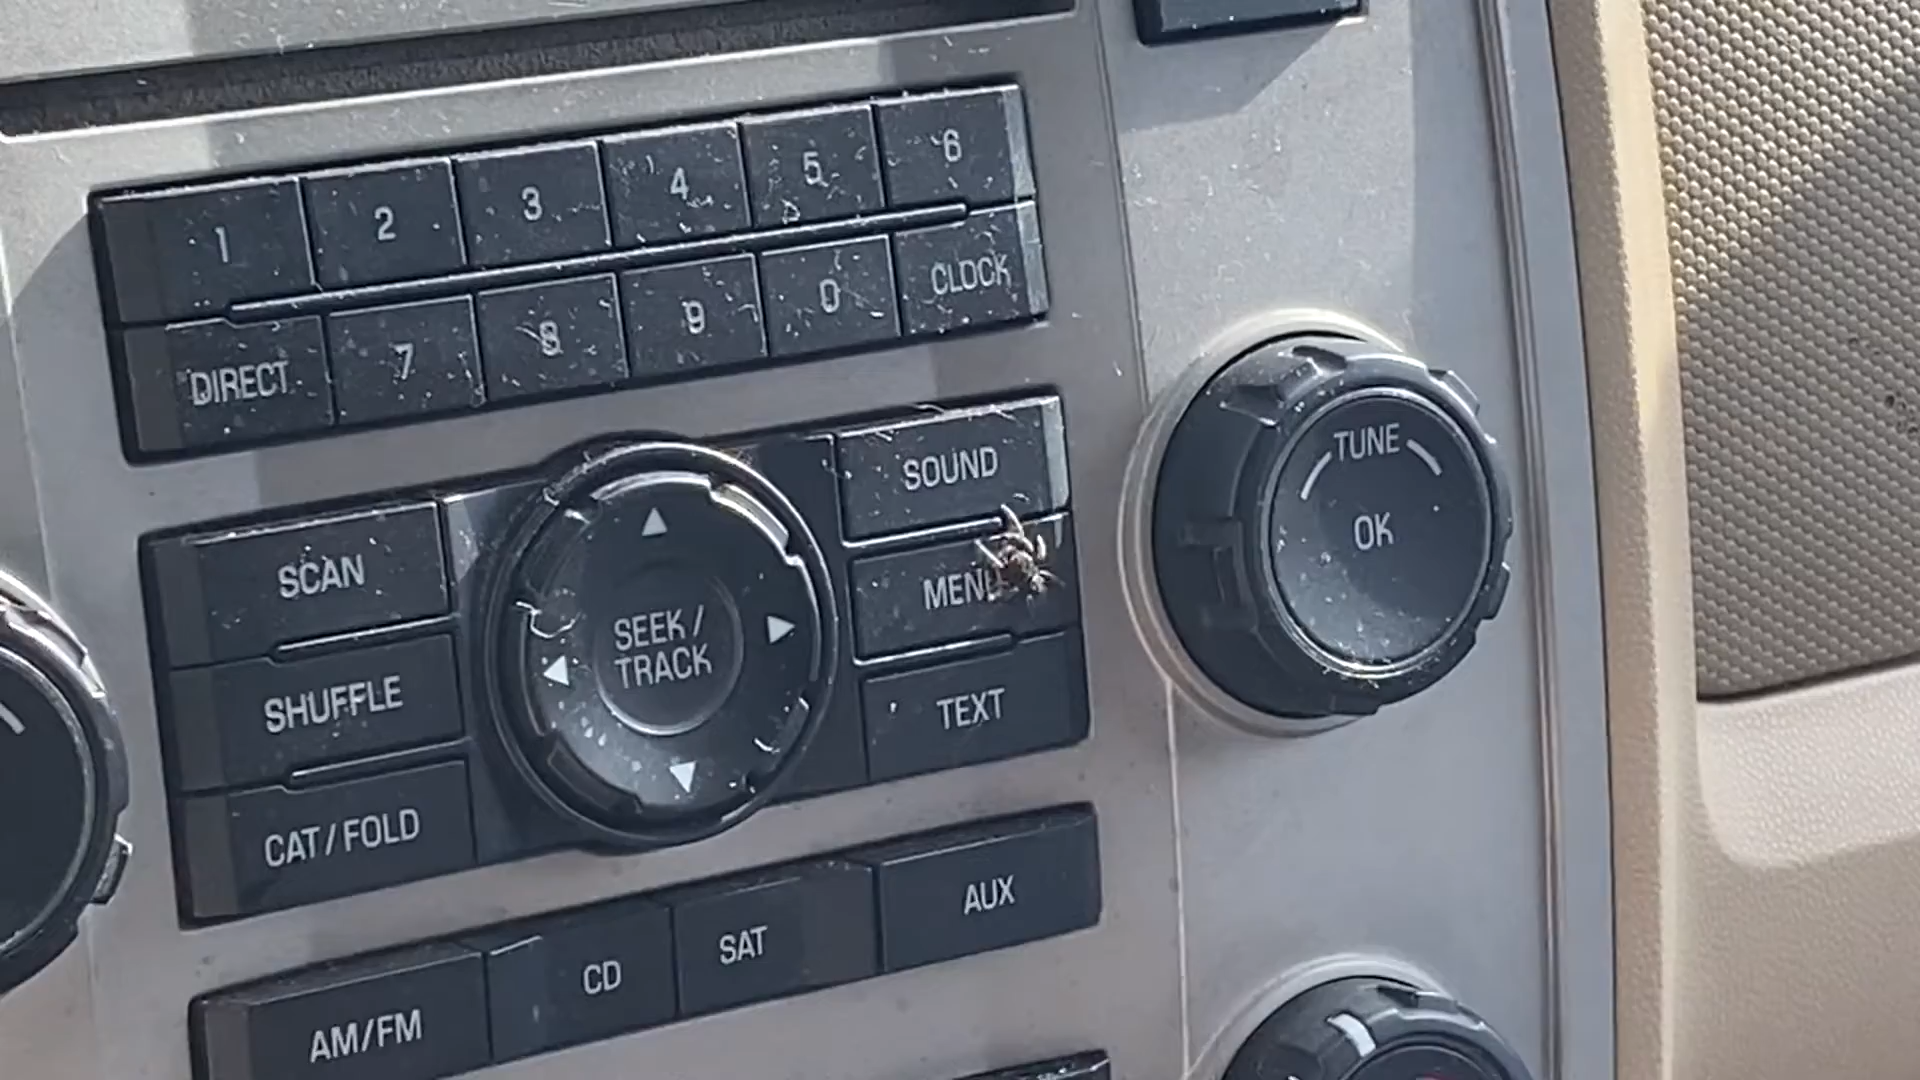 1 2 3 4 5 6
DIRECT 7 8 9 0 CLOCK
SOUND
TUNE
OK
SCAN
SEEK /
TRACK
MENU
SHUFFLE
TEXT
CAT / FOLD
AM/FM CD SAT AUX